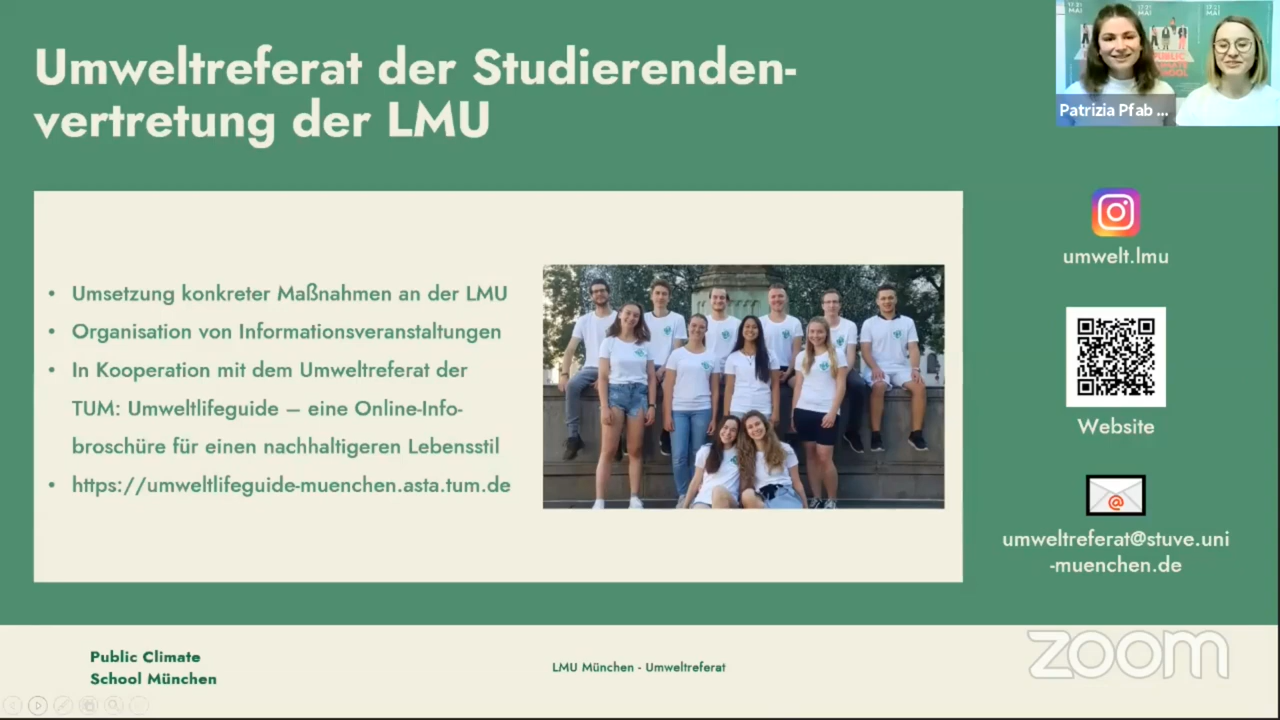 Umweltreferat der Studierenden-
vertretung der LMU
Patrizia Pfab ...
• Umsetzung konkreter Maßnahmen an der LMU
• Organisation von Informationsveranstaltungen
• In Kooperation mit dem Umweltreferat der
TUM: Umweltlifeguide – eine Online-Info-
broschüre für einen nachhaltigeren Lebensstil
• https://umweltlifeguide-muenchen.asta.tum.de
umwelt.lmu
Website
@
umweltreferat@stuve.uni
-muenchen.de
Public Climate
School München
LMU München - Umweltreferat
zoom